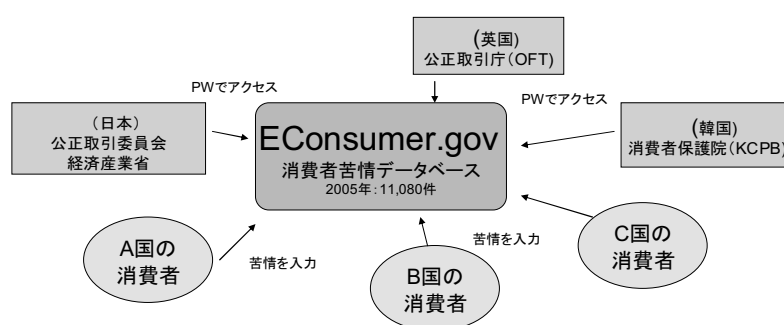 (英国)
公正取引庁(OFT)
PWでアクセス
PWでアクセス
(日本)
公正取引委員会
経済産業省
EConsumer.gov
消費者苦情データベース
2005年:11,080件
(韓国)
消費者保護院(KCPB)
A国の
消費者
苦情を入力
B国の
消費者
苦情を入力
C国の
消費者